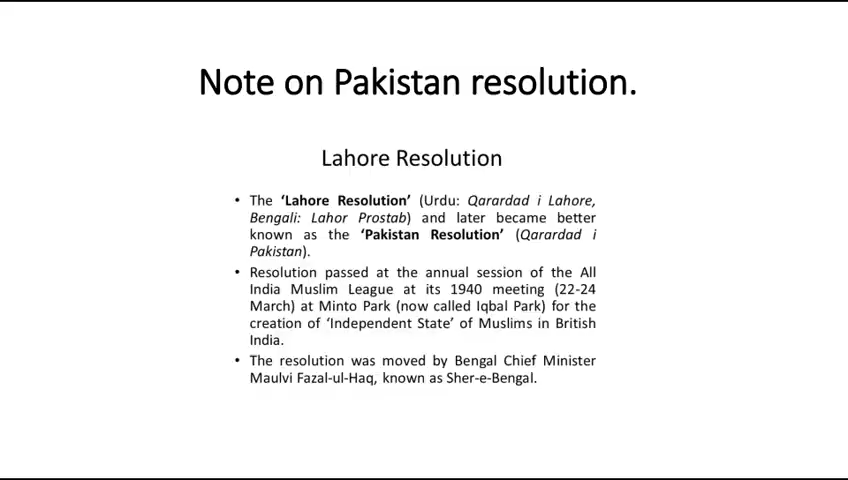 Note on Pakistan resolution.
Lahore Resolution
• The ‘Lahore Resolution’ (Urdu: Qarardad i Lahore,
Bengali: Lahor Prostab) and later became better
known as the ‘Pakistan Resolution’ (Qarardad i
Pakistan).
• Resolution passed at the annual session of the All
India Muslim League at its 1940 meeting (22-24
March) at Minto Park (now called Iqbal Park) for the
creation of ‘Independent State’ of Muslims in British
India.
• The resolution was moved by Bengal Chief Minister
Maulvi Fazal-ul-Haq, known as Sher-e-Bengal.